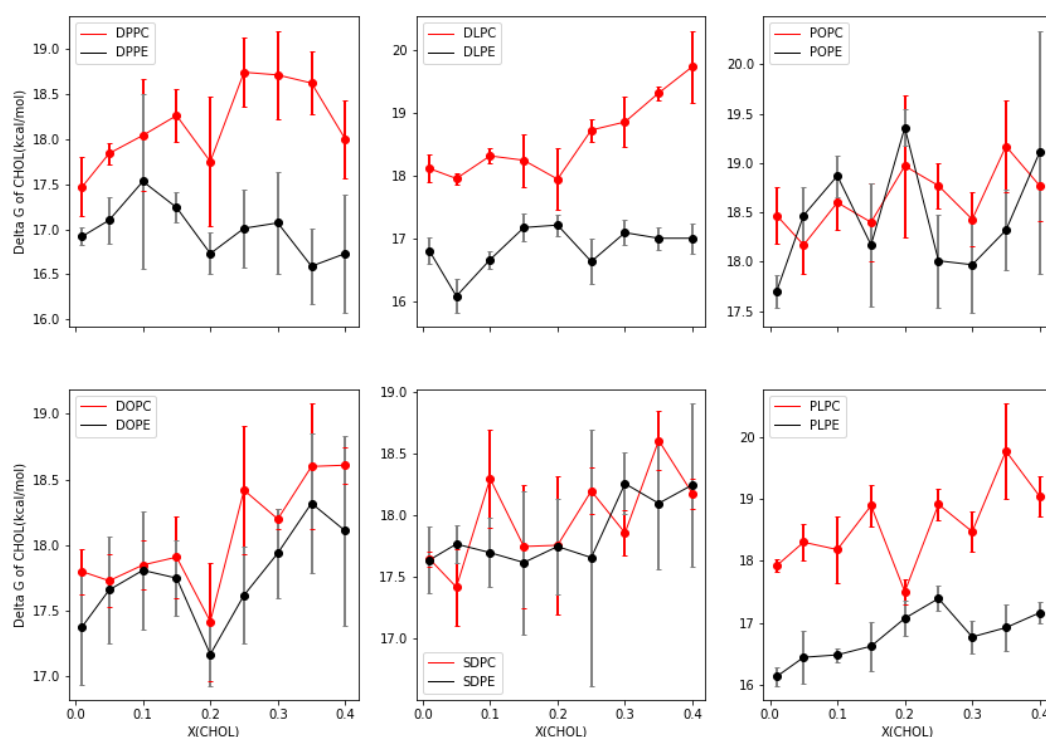 DPPC
DPPE
19.0
18.5
18.0
17.5
17.0
16.5
16.0
Delta G of CHOL(kcal/mol)
DLPC
DLPE
20
19
18
17
16
POPC
POPE
20.0
19.5
19.0
18.5
18.0
17.5
DOPC
DOPE
19.0
18.5
18.0
17.5
17.0
Delta G of CHOL(kcal/mol)
0.0 0.1 0.2 0.3 0.4
X(CHOL)
19.0
18.5
18.0
17.5
17.0
SDPC
SDPE
0.0 0.1 0.2 0.3 0.4
X(CHOL)
PLPC
PLPE
20
19
18
17
16
0.0 0.1 0.2 0.3 0.4
X(CHOL)